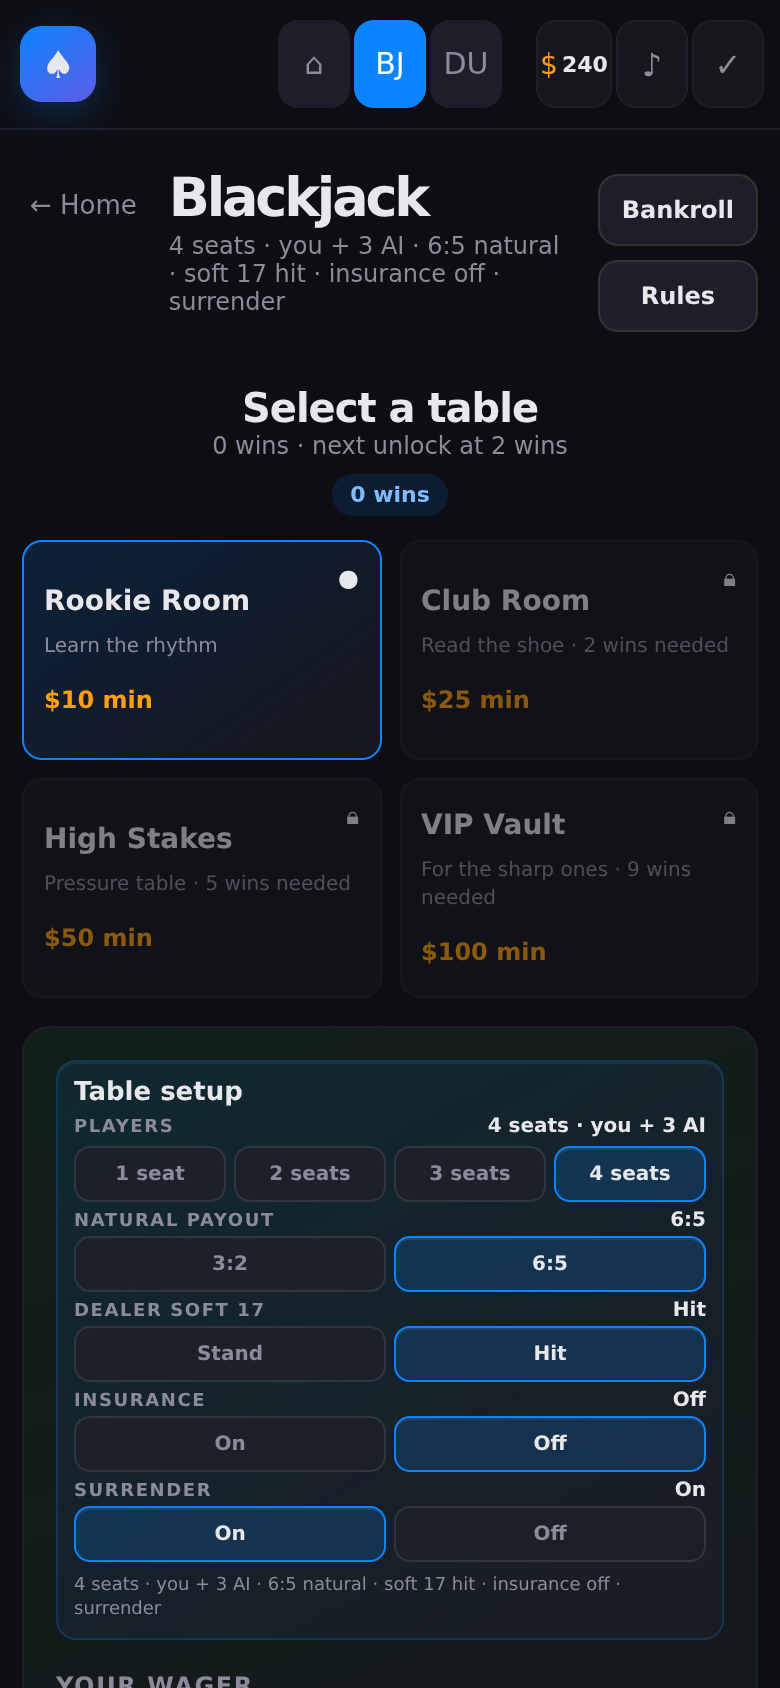 ♠ ⌂ BJ DU $ 240 ♪ ✓
← Home
Blackjack
4 seats · you + 3 AI · 6:5 natural
· soft 17 hit · insurance off ·
surrender
Bankroll
Rules
Select a table
0 wins · next unlock at 2 wins
0 wins
Rookie Room
Learn the rhythm
$10 min
Club Room
Read the shoe · 2 wins needed
$25 min
High Stakes
Pressure table · 5 wins needed
$50 min
VIP Vault
For the sharp ones · 9 wins
needed
$100 min
Table setup
PLAYERS 4 seats · you + 3 AI
1 seat 2 seats 3 seats 4 seats
NATURAL PAYOUT 6:5
3:2 6:5
DEALER SOFT 17 Hit
Stand Hit
INSURANCE Off
On Off
SURRENDER On
On Off
4 seats · you + 3 AI · 6:5 natural · soft 17 hit · insurance off ·
surrender
YOUR WAGER